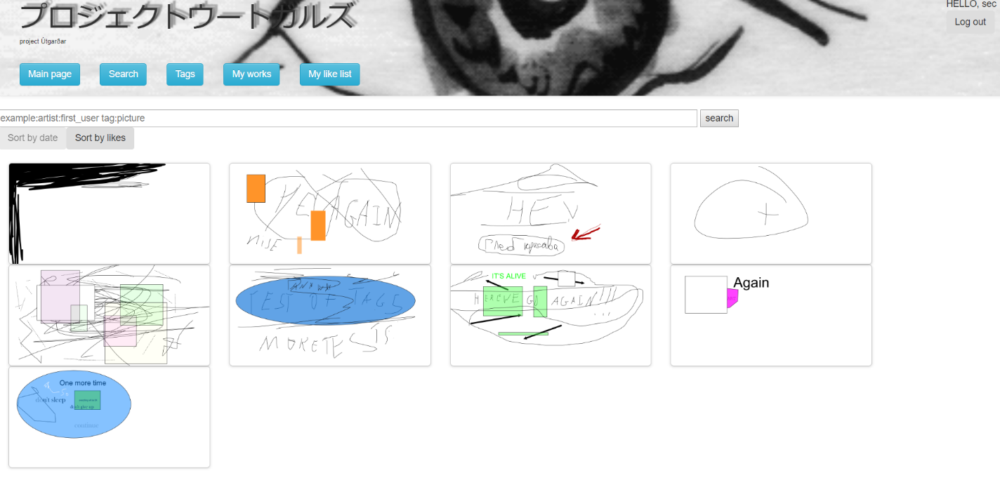 プロジェクトウートガルズ
HELLO, sec
Log out
project Útgarðar
Main page Search Tags My works My like list
example:artist:first_user tag:picture search
Sort by date Sort by likes
HEY AGAIN
NISE
HEY
Глеб красава
TEST OF TAGS
MORE TESTS
IT'S ALIVE
HERE WE GO AGAIN!!!
...
Again
One more time
don't sleep
don't give up
continue